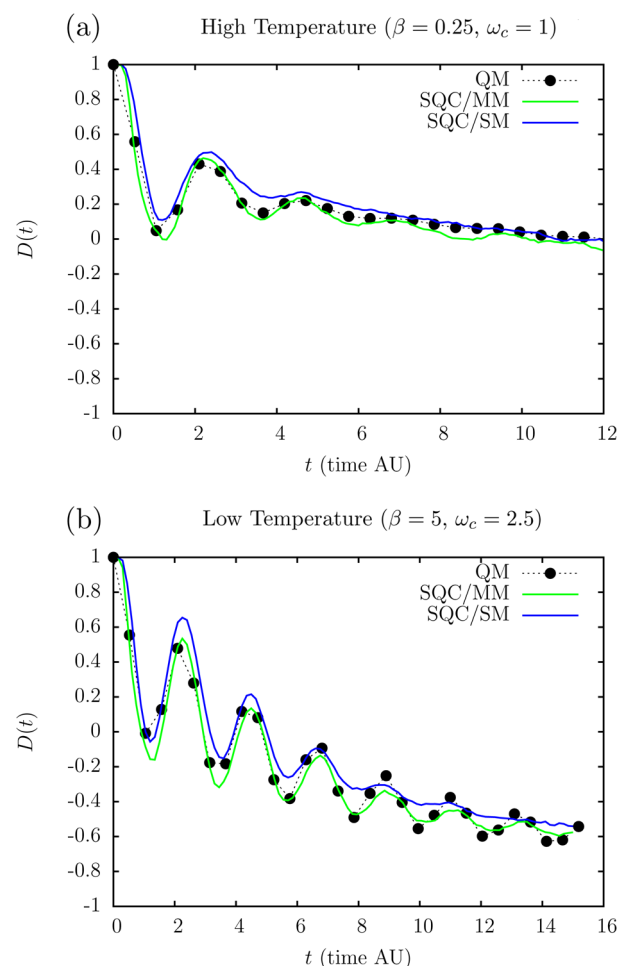 (a) High Temperature (β = 0.25, ω_c = 1)
QM
SQC/MM
SQC/SM
1
0.8
0.6
0.4
0.2
0
-0.2
-0.4
-0.6
-0.8
-1
D(t)
0 2 4 6 8 10 12
t (time AU)
(b) Low Temperature (β = 5, ω_c = 2.5)
QM
SQC/MM
SQC/SM
1
0.8
0.6
0.4
0.2
0
-0.2
-0.4
-0.6
-0.8
-1
D(t)
0 2 4 6 8 10 12 14 16
t (time AU)